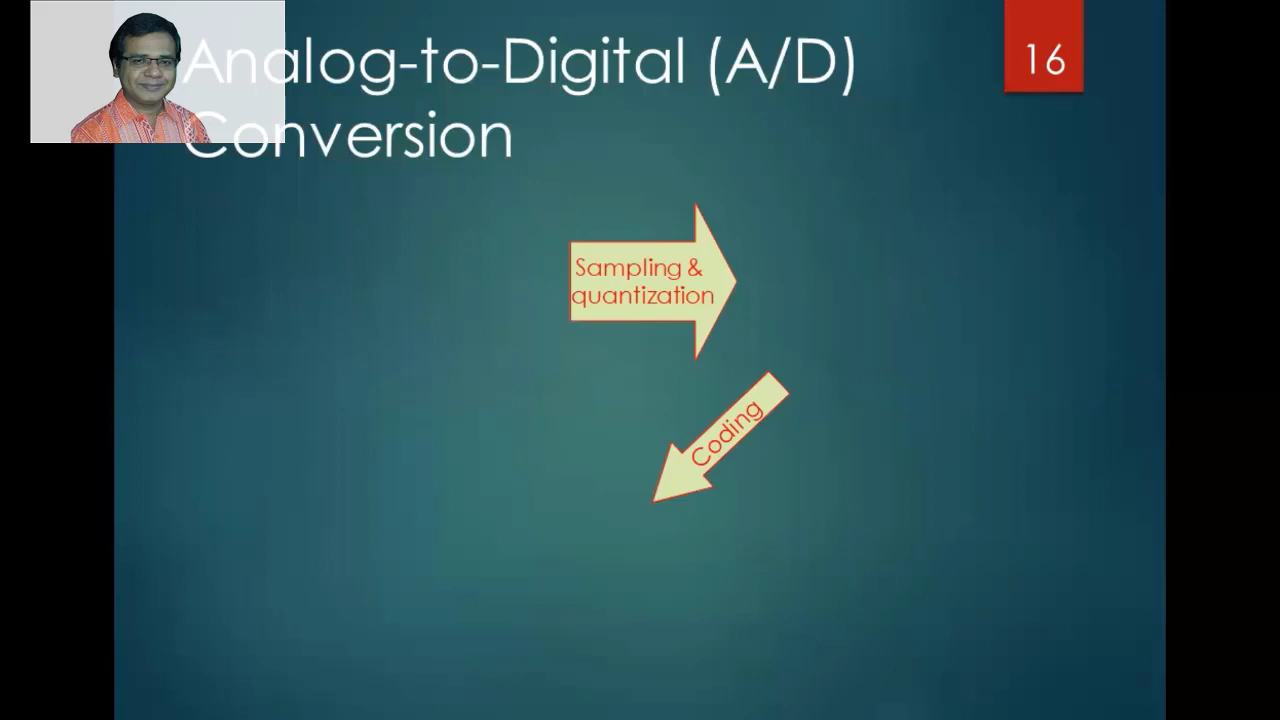 Analog-to-Digital (A/D)
Conversion
16
Sampling &
quantization
Coding